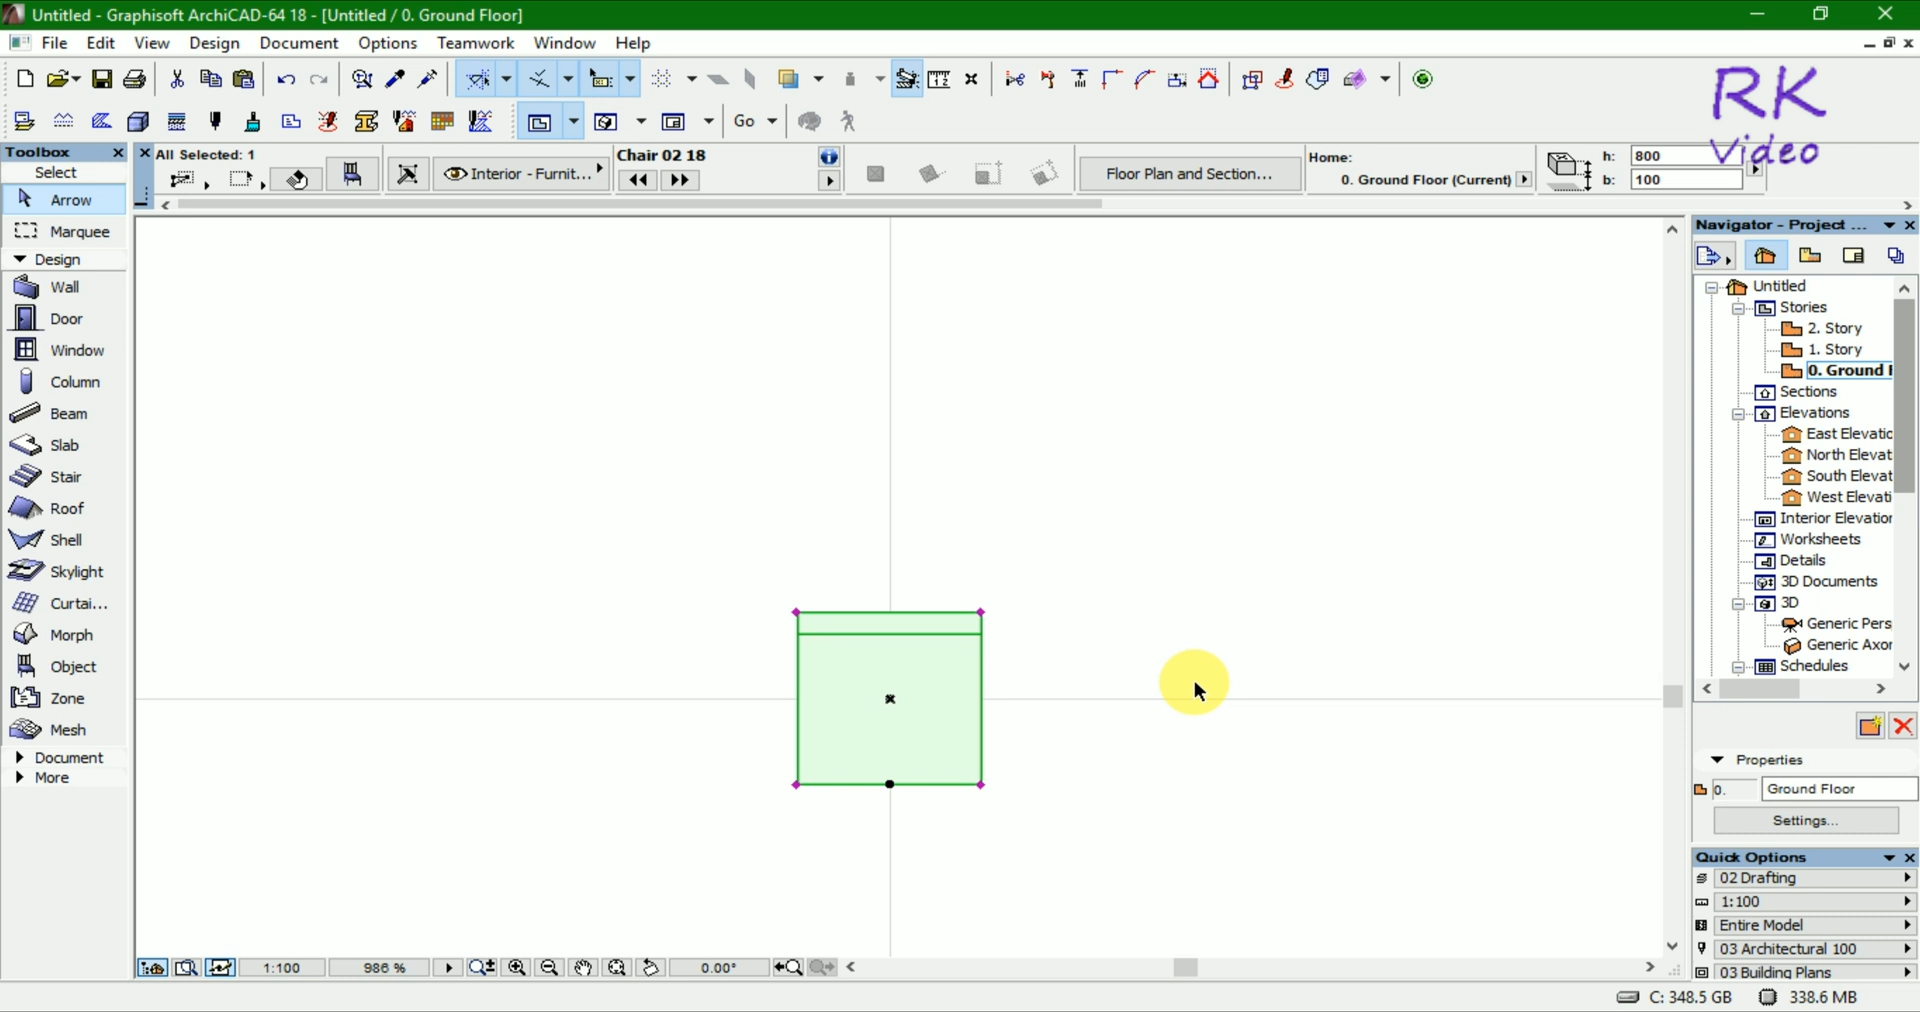 Untitled - Graphisoft ArchiCAD-64 18 - [Untitled / 0. Ground Floor]
File Edit View Design Document Options Teamwork Window Help
RK
Video
Go
Toolbox
Select
Arrow
Marquee
Design
Wall
Door
Window
Column
Beam
Slab
Stair
Roof
Shell
Skylight
Curtai...
Morph
Object
Zone
Mesh
Document
More
All Selected: 1
Interior - Furnit...
Chair 02 18
Floor Plan and Section...
Home:
0. Ground Floor (Current)
h: 800
b: 100
Navigator - Project ...
Untitled
Stories
2. Story
1. Story
0. Ground F
Sections
Elevations
East Elevatic
North Elevat
South Elevat
West Elevati
Interior Elevation
Worksheets
Details
3D Documents
3D
Generic Pers
Generic Axor
Schedules
Properties
0. Ground Floor
Settings...
Quick Options
02 Drafting
1:100
Entire Model
03 Architectural 100
03 Building Plans
1:100 986 % 0.00°
C: 348.5 GB 338.6 MB